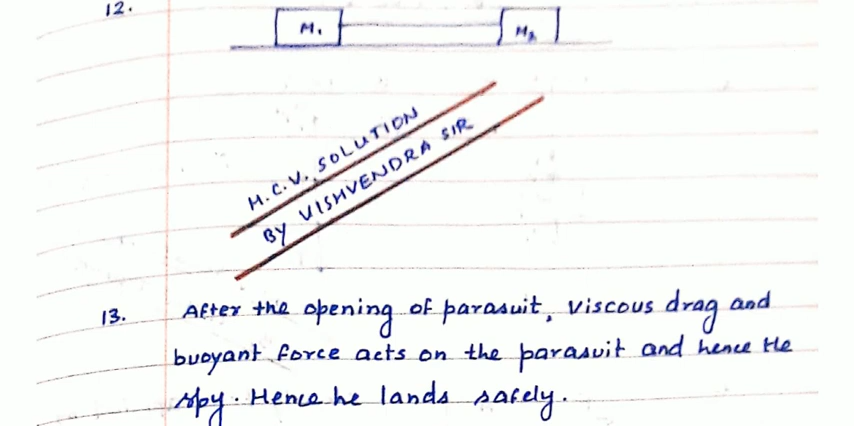 12.
M1
M2
H.C.V. SOLUTION
BY VISHVENDRA SIR
13. After the opening of parasuit, viscous drag and
buoyant force acts on the parasuit and hence the
spy. Hence he lands safely.